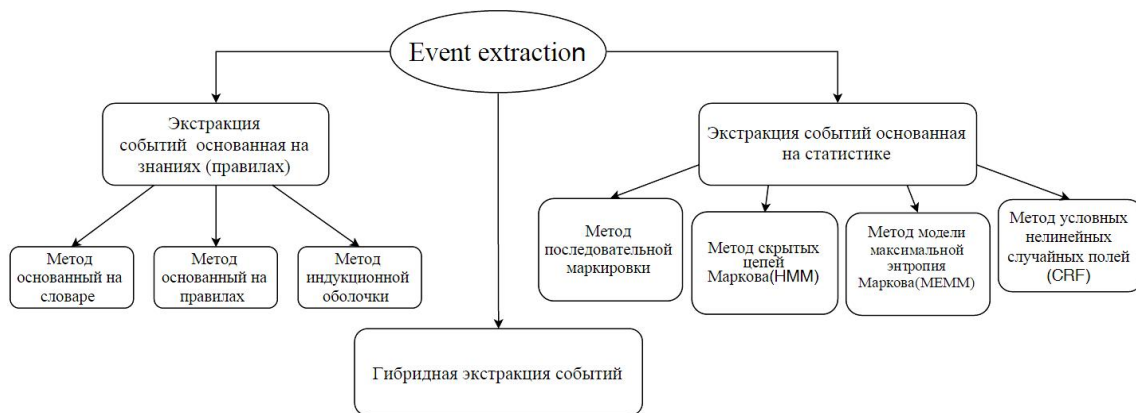 Event extraction
Экстракция
событий основанная на
знаниях (правилах)
Экстракция событий основанная
на статистике
Метод
основанный на
словаре
Метод
основанный на
правилах
Метод
индукционной
оболочки
Метод
последовательной
маркировки
Метод скрытых
цепей
Маркова(HMM)
Метод модели
максимальной
энтропия
Маркова(MEMM)
Метод условных
нелинейных
случайных полей
(CRF)
Гибридная экстракция событий